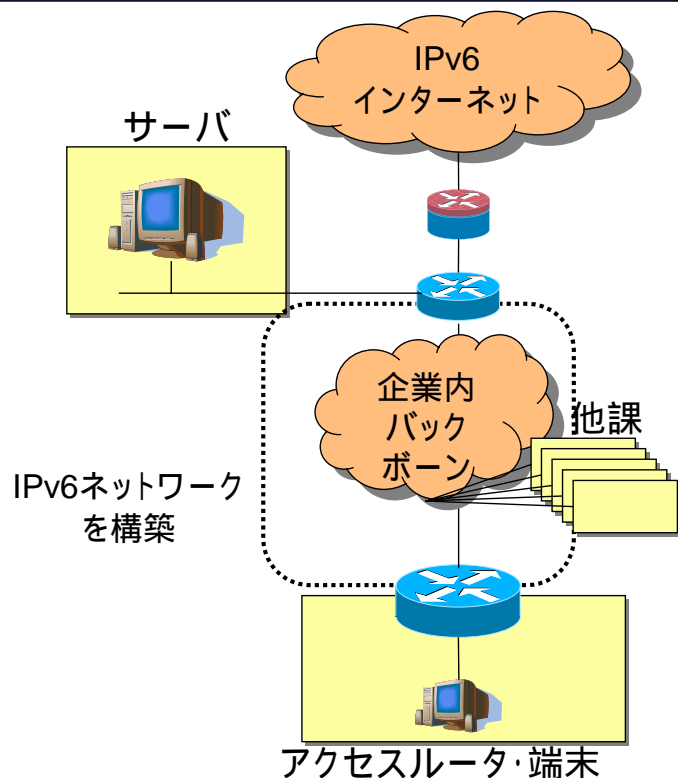 IPv6
インターネット
サーバ
企業内
バック
ボーン
他課
IPv6ネットワーク
を構築
アクセスルータ･端末